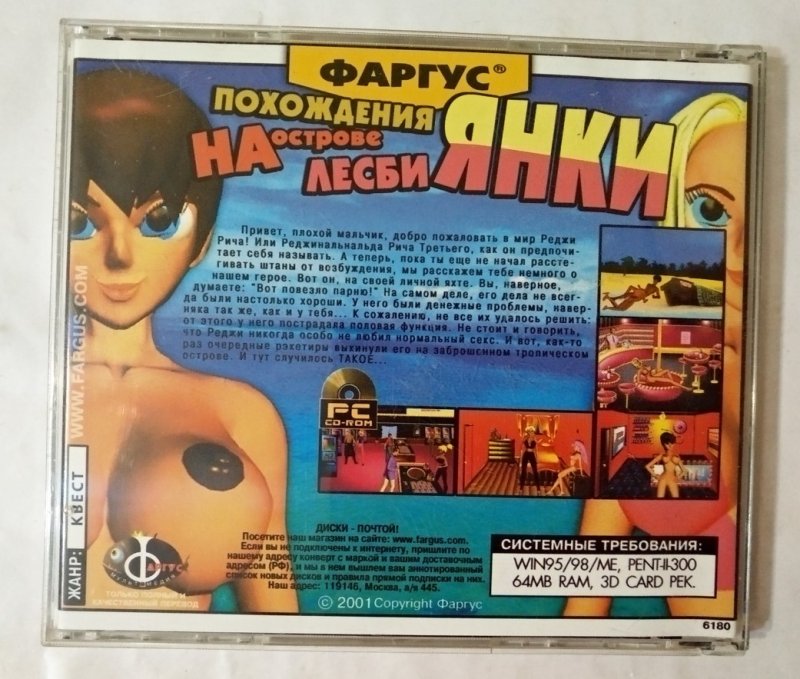 ФАРГУС®
ПОХОЖДЕНИЯ ЯНКИ
НА острове
ЛЕСБИ
Привет, плохой мальчик, добро пожаловать в мир Реджи
Рича! Или Реджинальнальда Рича Третьего, как он предпочи-
тает себя называть. А теперь, пока ты еще не начал расстe-
гивать штаны от возбуждения, мы расскажем тебе немного о
нашем герое. Вот он, на своей личной яхте. Вы, наверное,
думаете: "Вот повезло парню!" На самом деле, его дела не всег-
да были настолько хороши. У него были денежные проблемы, навер-
няка так же, как и у тебя... К сожалению, не все их удалось решить:
от этого у него пострадала половая функция. Не стоит и говорить,
что Реджи никогда особо не любил нормальный секс. И вот, как-то
раз очередные рэкетиры выкинули его на заброшенном тропическом
острове. И тут случилось ТАКОЕ...
WWW.FARGUS.COM
PC
CD-ROM
ЖАНР: КВЕСТ
ФАРГУС
МУЛЬТИМЕДИА
ТОЛЬКО ПОЛНЫЙ И
КАЧЕСТВЕННЫЙ ПЕРЕВОД
ДИСКИ - ПОЧТОЙ!
Посетите наш магазин на сайте: www.fargus.com.
Если вы не подключены к интернету, пришлите по
нашему адресу конверт с маркой и вашим доставочным
адресом (РФ), и мы в нем вышлем вам аннотированный
список новых дисков и правила прямой подписки на них.
Наш адрес: 119146, Москва, а/я 445.
© 2001 Copyright Фаргус
СИСТЕМНЫЕ ТРЕБОВАНИЯ:
WIN95/98/ME, PENT-II-300
64MB RAM, 3D CARD РЕК.
6180